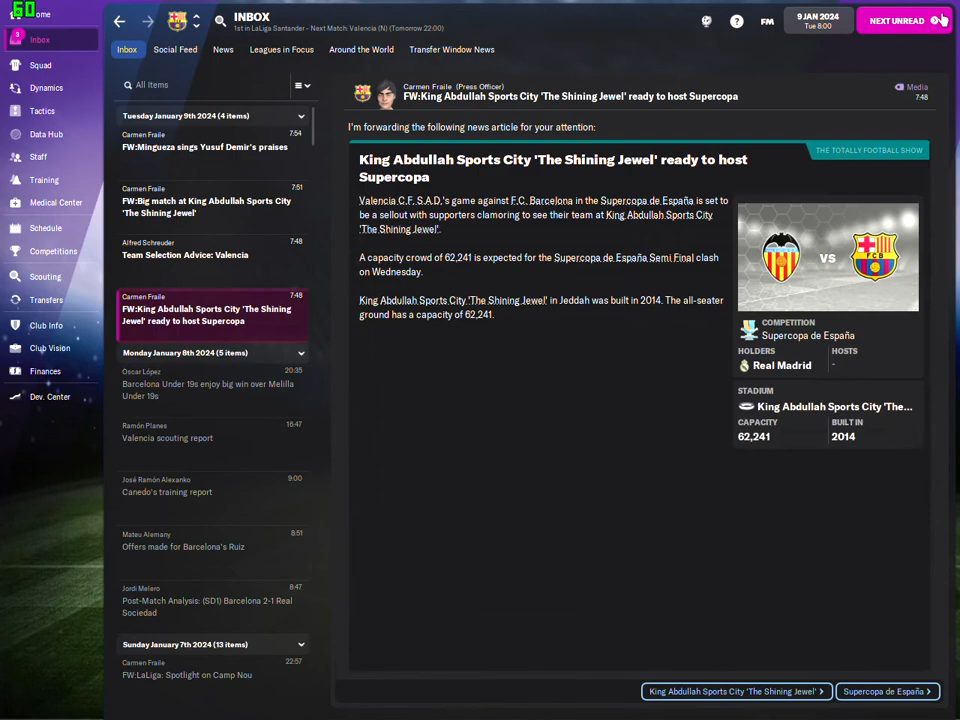 60
Home
INBOX
1st in LaLiga Santander - Next Match: Valencia (N) (Tomorrow 22:00)
FM
9 JAN 2024
Tue 8:00
NEXT UNREAD
3
Inbox
Squad
Dynamics
Tactics
Data Hub
Staff
Training
Medical Center
Schedule
Competitions
Scouting
Transfers
Club Info
Club Vision
Finances
Dev. Center
Inbox
Social Feed
News
Leagues in Focus
Around the World
Transfer Window News
All Items
Tuesday January 9th 2024 (4 items)
Carmen Fraile 7:54
FW:Mingueza sings Yusuf Demir's praises
Carmen Fraile 7:51
FW:Big match at King Abdullah Sports City
'The Shining Jewel'
Alfred Schreuder 7:48
Team Selection Advice: Valencia
Carmen Fraile 7:48
FW:King Abdullah Sports City 'The Shining
Jewel' ready to host Supercopa
Monday January 8th 2024 (5 items)
Óscar López 20:35
Barcelona Under 19s enjoy big win over Melilla
Under 19s
Ramón Planes 16:47
Valencia scouting report
José Ramón Alexanko 9:00
Canedo's training report
Mateu Alemany 8:51
Offers made for Barcelona's Ruiz
Jordi Melero 8:47
Post-Match Analysis: (SD1) Barcelona 2-1 Real
Sociedad
Sunday January 7th 2024 (13 items)
Carmen Fraile 22:57
FW:LaLiga: Spotlight on Camp Nou
Carmen Fraile (Press Officer)
FW:King Abdullah Sports City 'The Shining Jewel' ready to host Supercopa
Media
7:48
I'm forwarding the following news article for your attention:
THE TOTALLY FOOTBALL SHOW
King Abdullah Sports City 'The Shining Jewel' ready to host
Supercopa
Valencia C.F. S.A.D.'s game against F.C. Barcelona in the Supercopa de España is set to
be a sellout with supporters clamoring to see their team at King Abdullah Sports City
'The Shining Jewel'.
A capacity crowd of 62,241 is expected for the Supercopa de España Semi Final clash
on Wednesday.
King Abdullah Sports City 'The Shining Jewel' in Jeddah was built in 2014. The all-seater
ground has a capacity of 62,241.
VS
FCB
COMPETITION
Supercopa de España
HOLDERS
Real Madrid
HOSTS
-
STADIUM
King Abdullah Sports City 'The...
CAPACITY
62,241
BUILT IN
2014
King Abdullah Sports City 'The Shining Jewel'
Supercopa de España